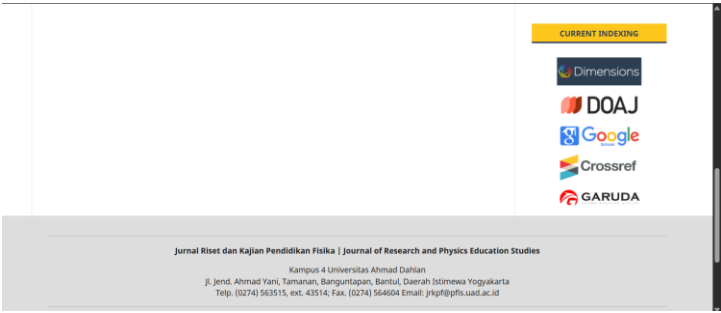 CURRENT INDEXING
Dimensions
DOAJ
Google
Scholar
Crossref
GARUDA
Jurnal Riset dan Kajian Pendidikan Fisika | Journal of Research and Physics Education Studies
Kampus 4 Universitas Ahmad Dahlan
Jl. Jend. Ahmad Yani, Tamanan, Banguntapan, Bantul, Daerah Istimewa Yogyakarta
Telp. (0274) 563515, ext. 43514; Fax. (0274) 564604 Email: jrkpf@pfis.uad.ac.id